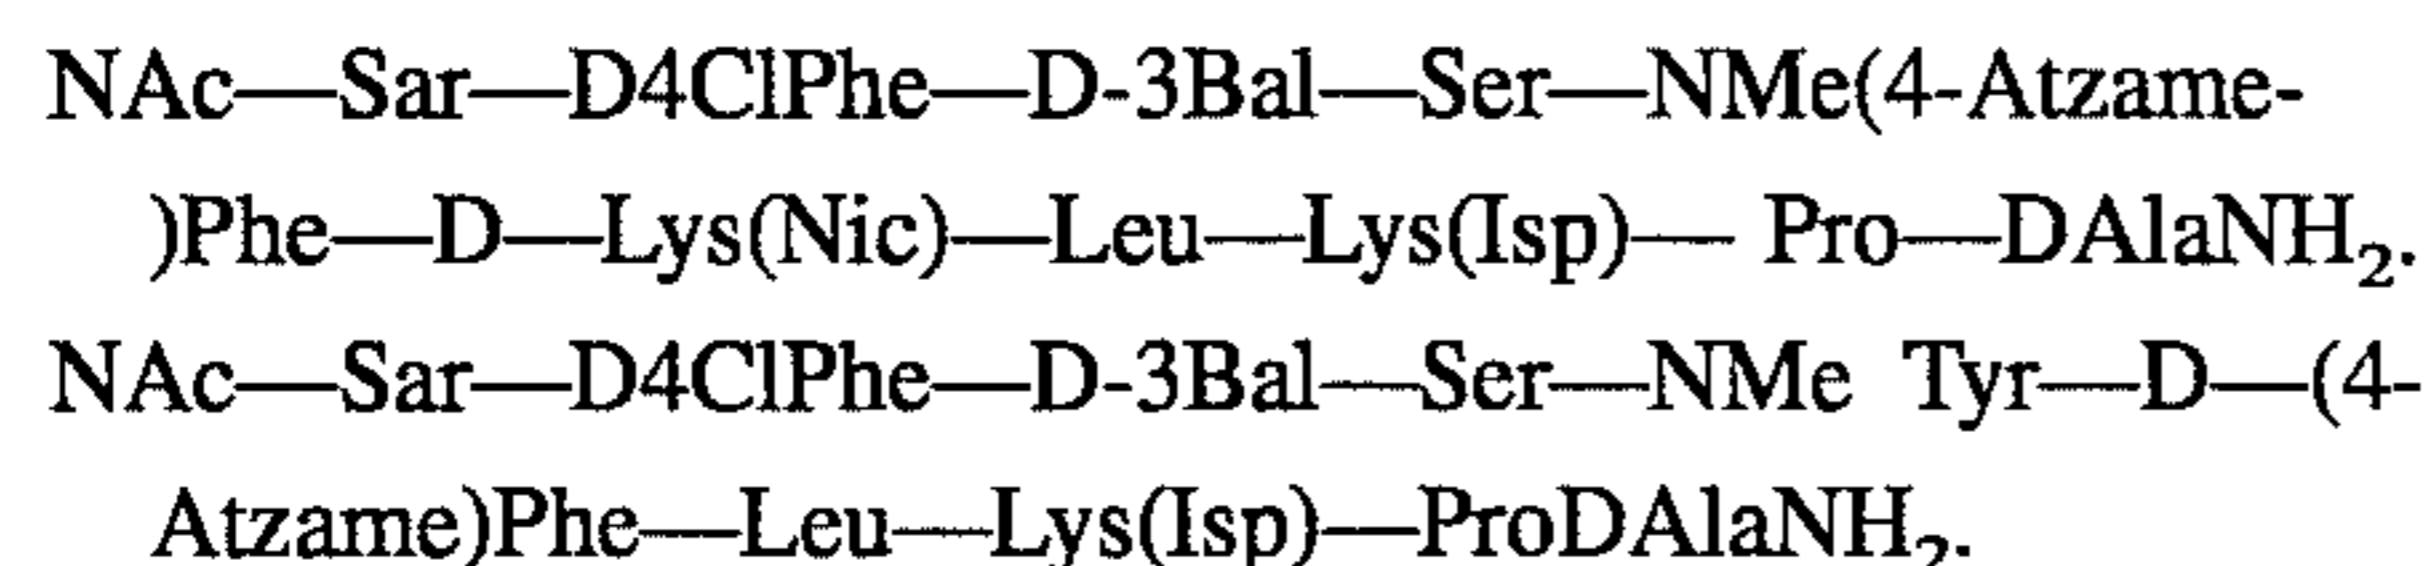 NAc—Sar—D4ClPhe—D-3Bal—Ser—NMe(4-Atzame-
)Phe—D—Lys(Nic)—Leu—Lys(Isp)— Pro—DAlaNH₂.
NAc—Sar—D4ClPhe—D-3Bal—Ser—NMe Tyr—D—(4-
Atzame)Phe—Leu—Lys(Isp)—ProDAlaNH₂.